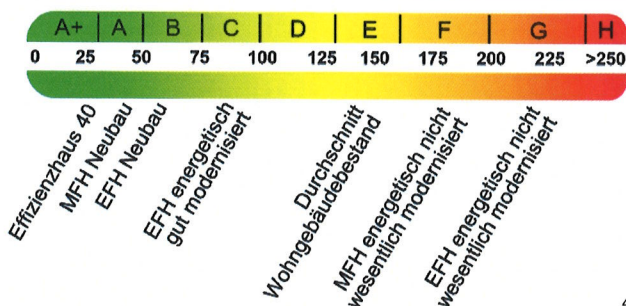 A+ A B C D E F G H
0 25 50 75 100 125 150 175 200 225 >250
Effizienzhaus 40
MFH Neubau
EFH Neubau
EFH energetisch
gut modernisiert
Durchschnitt
Wohngebäudebestand
MFH energetisch nicht
wesentlich modernisiert
EFH energetisch nicht
wesentlich modernisiert